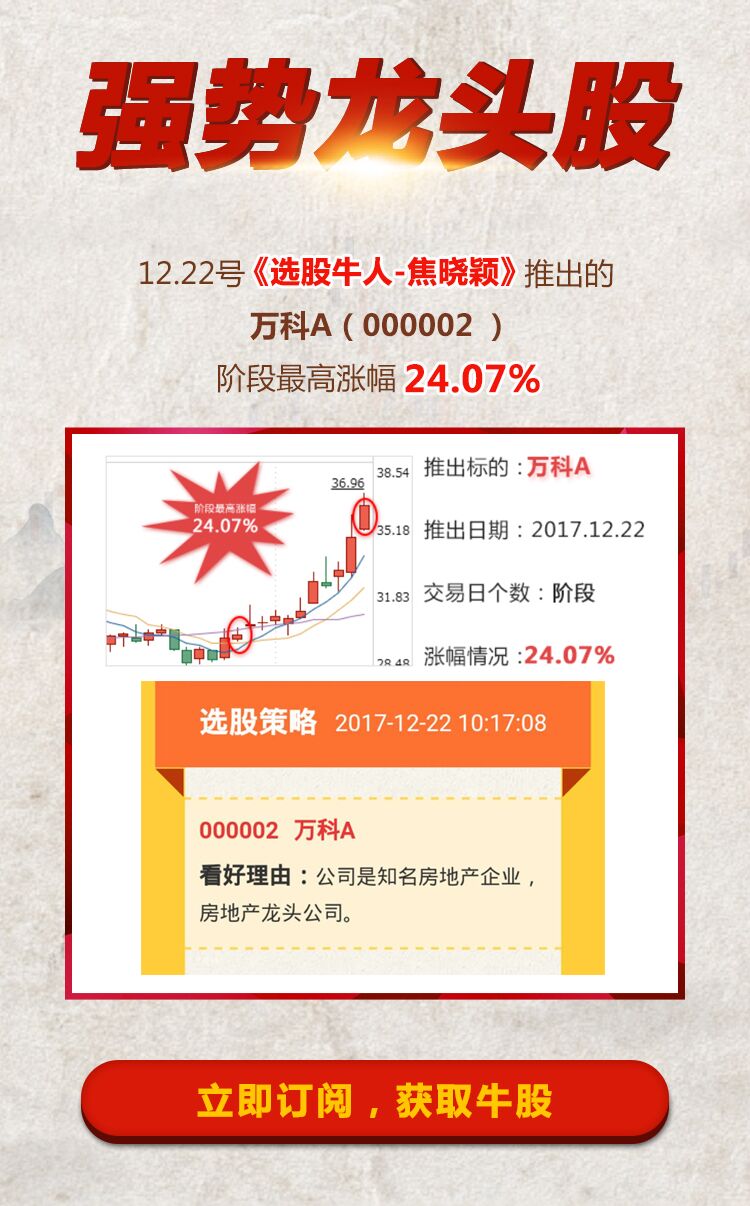 强势龙头股
12.22号《选股牛人-焦晓颖》推出的
万科A（000002 ）
阶段最高涨幅 24.07%
阶段最高涨幅
24.07%
36.96
38.54
35.18
31.83
28.48
推出标的：万科A
推出日期：2017.12.22
交易日个数：阶段
涨幅情况：24.07%
选股策略 2017-12-22 10:17:08
000002 万科A
看好理由：公司是知名房地产企业，
房地产龙头公司。
立即订阅，获取牛股